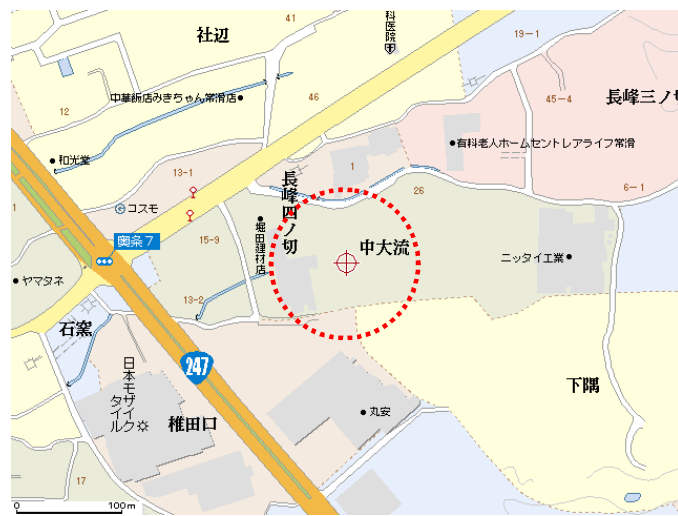 社辺
41
科医院
19-1
中華飯店みきちゃん常滑店
46
45-4
長峰三ノ切
12
和光堂
13-1
有料老人ホームセントレアライフ常滑
1
26
6-1
コスモ
長峰四ノ切
堀田建材店
奥条7
15-9
中大流
ニッタイ工業
ヤマタネ
13-2
石窯
247
日本モザイクタイル
下隅
丸安
椎田口
17
0
100m